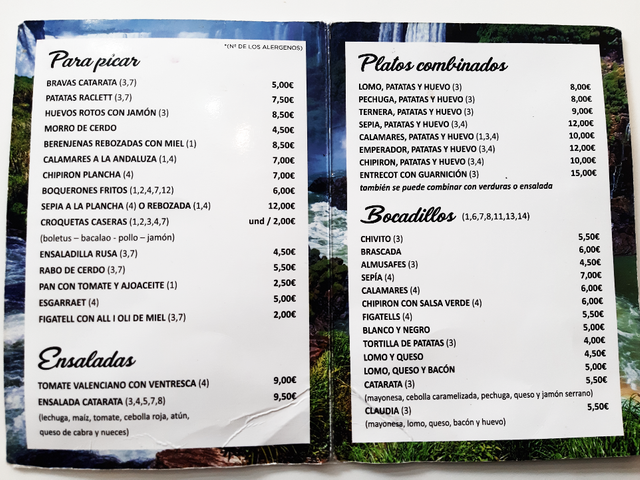 *(Nº DE LOS ALERGENOS)
Para picar
BRAVAS CATARATA (3,7) 5,00€
PATATAS RACLETT (3,7) 7,50€
HUEVOS ROTOS CON JAMÓN (3) 8,50€
MORRO DE CERDO 4,50€
BERENJENAS REBOZADAS CON MIEL (1) 8,50€
CALAMARES A LA ANDALUZA (1,4) 7,00€
CHIPIRON PLANCHA (4) 7,00€
BOQUERONES FRITOS (1,2,4,7,12) 6,00€
SEPIA A LA PLANCHA (4) O REBOZADA (1,4) 12,00€
CROQUETAS CASERAS (1,2,3,4,7) und / 2,00€
(boletus – bacalao - pollo – jamón)
ENSALADILLA RUSA (3,7) 4,50€
RABO DE CERDO (3,7) 5,50€
PAN CON TOMATE Y AJOACEITE (1) 2,50€
ESGARRAET (4) 5,00€
FIGATELL CON ALL I OLI DE MIEL (3,7) 2,00€
Ensaladas
TOMATE VALENCIANO CON VENTRESCA (4) 9,00€
ENSALADA CATARATA (3,4,5,7,8) 9,50€
(lechuga, maíz, tomate, cebolla roja, atún,
queso de cabra y nueces)
Platos combinados
LOMO, PATATAS Y HUEVO (3) 8,00€
PECHUGA, PATATAS Y HUEVO (3) 8,00€
TERNERA, PATATAS Y HUEVO (3) 9,00€
SEPIA, PATATAS Y HUEVO (3,4) 12,00€
CALAMARES, PATATAS Y HUEVO (1,3,4) 10,00€
EMPERADOR, PATATAS Y HUEVO (3,4) 12,00€
CHIPIRON, PATATAS Y HUEVO (3,4) 10,00€
ENTRECOT CON GUARNICIÓN (3) 15,00€
también se puede combinar con verduras o ensalada
Bocadillos (1,6,7,8,11,13,14)
CHIVITO (3) 5,50€
BRASCADA 6,00€
ALMUSAFES (3) 4,50€
SEPÍA (4) 7,00€
CALAMARES (4) 6,00€
CHIPIRON CON SALSA VERDE (4) 6,00€
FIGATELLS (4) 5,50€
BLANCO Y NEGRO 5,00€
TORTILLA DE PATATAS (3) 4,00€
LOMO Y QUESO 4,50€
LOMO, QUESO Y BACÓN 5,00€
CATARATA (3) 5,50€
(mayonesa, cebolla caramelizada, pechuga, queso y jamón serrano)
CLAUDIA (3) 5,50€
(mayonesa, lomo, queso, bacón y huevo)